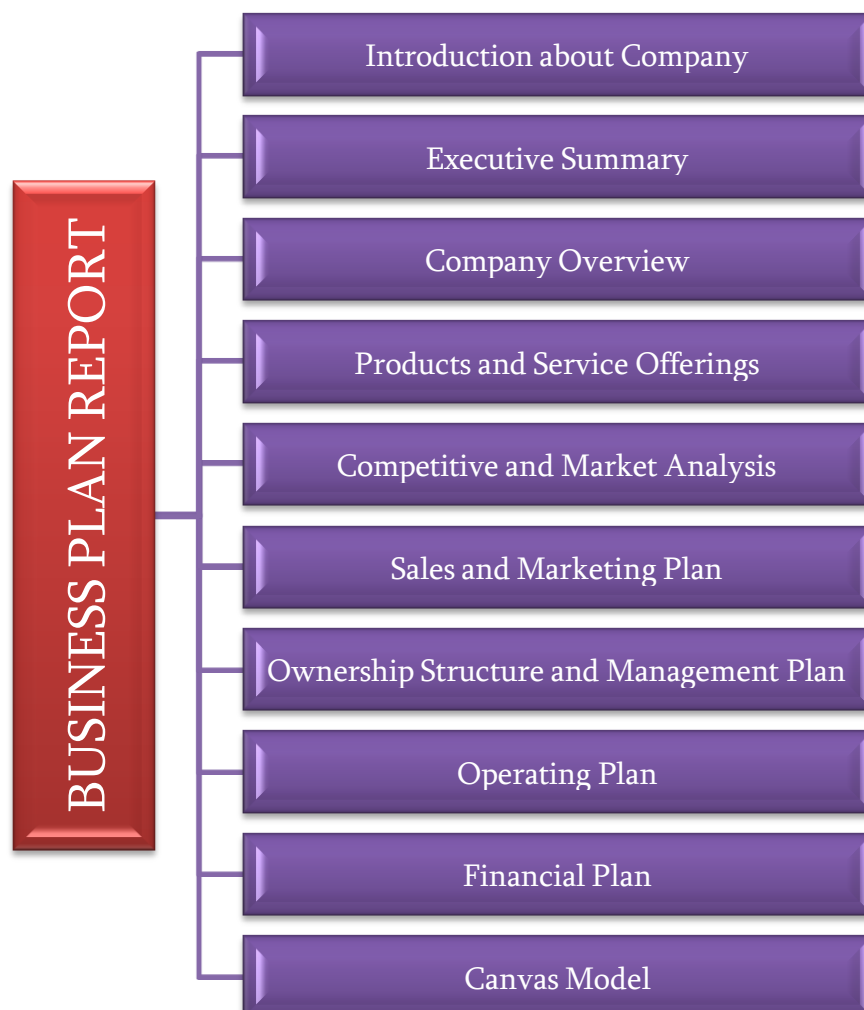 BUSINESS PLAN REPORT
Introduction about Company
Executive Summary
Company Overview
Products and Service Offerings
Competitive and Market Analysis
Sales and Marketing Plan
Ownership Structure and Management Plan
Operating Plan
Financial Plan
Canvas Model